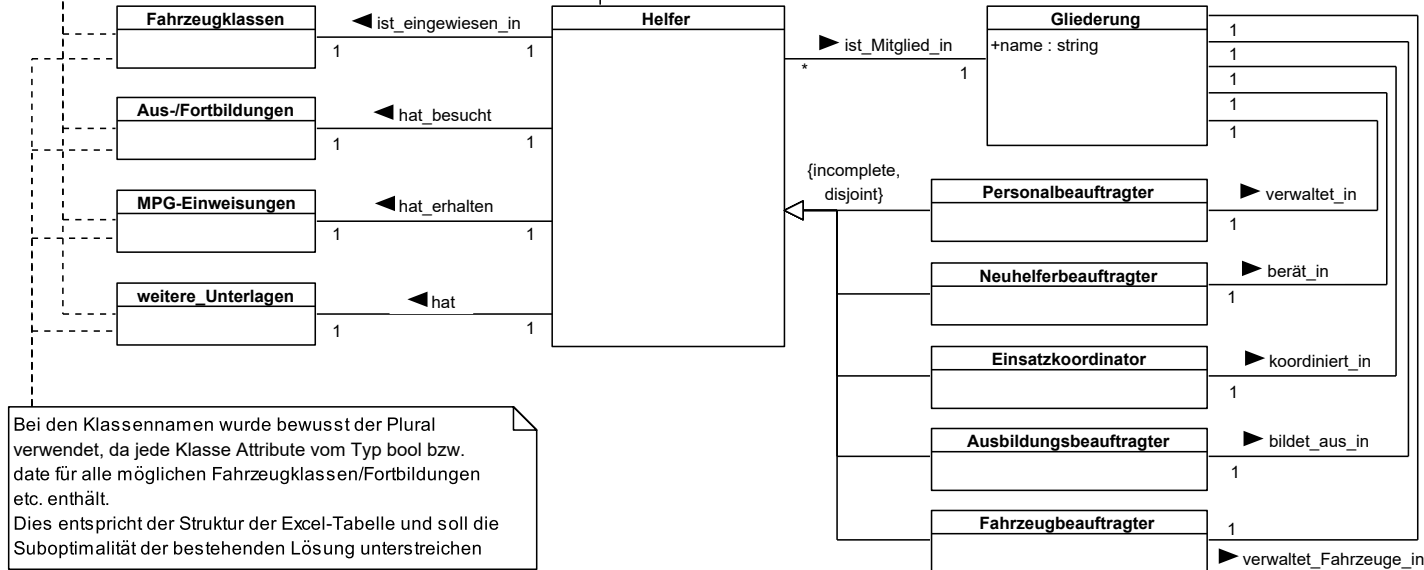 Fahrzeugklassen
◄ ist_eingewiesen_in
1
1
Aus-/Fortbildungen
◄ hat_besucht
1
1
MPG-Einweisungen
◄ hat_erhalten
1
1
weitere_Unterlagen
◄ hat
1
1
Helfer
► ist_Mitglied_in
*
1
Gliederung
+name : string
1
1
1
1
1
{incomplete,
disjoint}
Personalbeauftragter
► verwaltet_in
1
Neuhelferbeauftragter
► berät_in
1
Einsatzkoordinator
► koordiniert_in
1
Ausbildungsbeauftragter
► bildet_aus_in
1
Fahrzeugbeauftragter
1
► verwaltet_Fahrzeuge_in
Bei den Klassennamen wurde bewusst der Plural
verwendet, da jede Klasse Attribute vom Typ bool bzw.
date für alle möglichen Fahrzeugklassen/Fortbildungen
etc. enthält.
Dies entspricht der Struktur der Excel-Tabelle und soll die
Suboptimalität der bestehenden Lösung unterstreichen